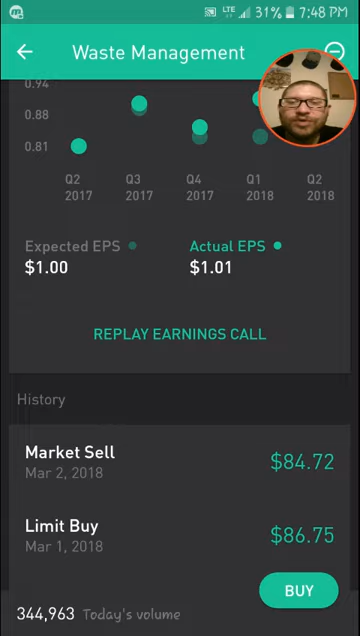 LTE 31% 7:48 PM
Waste Management
0.94
0.88
0.81
Q2 Q3 Q4 Q1 Q2
2017 2017 2017 2018 2018
Expected EPS Actual EPS
$1.00 $1.01
REPLAY EARNINGS CALL
History
Market Sell $84.72
Mar 2, 2018
Limit Buy $86.75
Mar 1, 2018
BUY
344,963 Today's volume